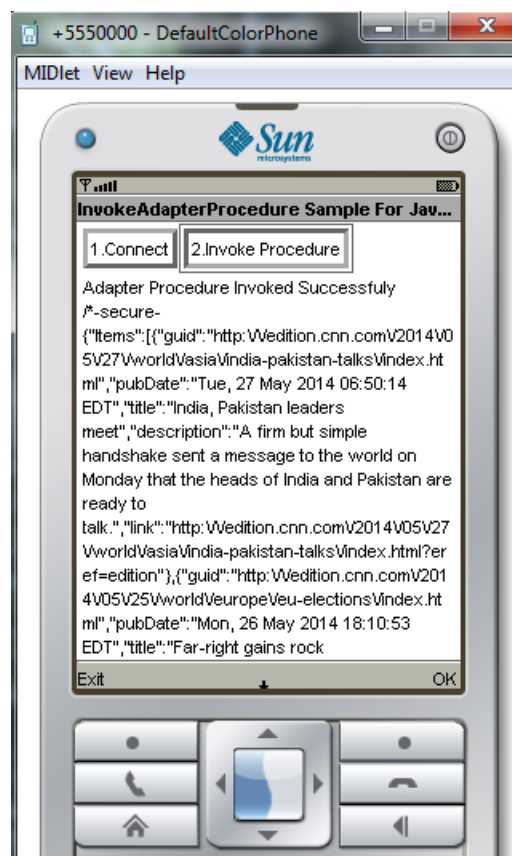 +5550000 - DefaultColorPhone
MIDlet View Help
Sun
microsystems
InvokeAdapterProcedure Sample For Jav...
1.Connect 2.Invoke Procedure
Adapter Procedure Invoked Successfuly
/*-secure-
{"Items":[{"guid":"http:\/\/edition.cnn.com\/2014\/0
5\/27\/world\/asia\/india-pakistan-talks\/index.ht
ml","pubDate":"Tue, 27 May 2014 06:50:14
EDT","title":"India, Pakistan leaders
meet","description":"A firm but simple
handshake sent a message to the world on
Monday that the heads of India and Pakistan are
ready to
talk.","link":"http:\/\/edition.cnn.com\/2014\/05\/27
\/world\/asia\/india-pakistan-talks\/index.html?er
ef=edition"},{"guid":"http:\/\/edition.cnn.com\/201
4\/05\/25\/world\/europe\/eu-elections\/index.ht
ml","pubDate":"Mon, 26 May 2014 18:10:53
EDT","title":"Far-right gains rock
Exit OK